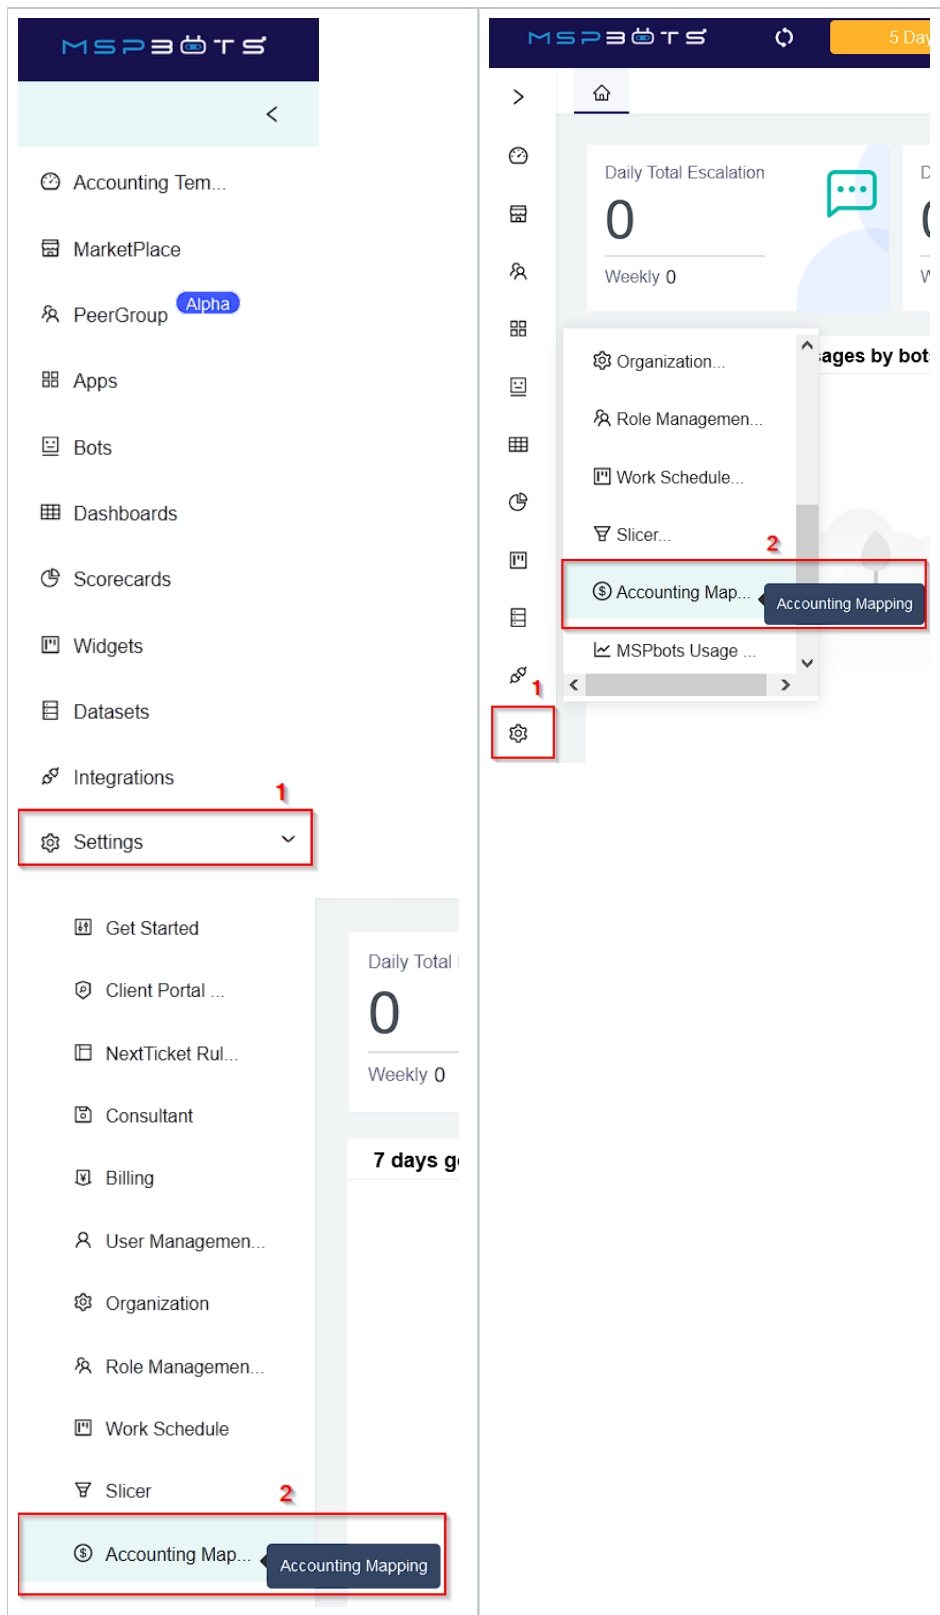 MSPBOTS
Accounting Tem...
MarketPlace
PeerGroup Alpha
Apps
Bots
Dashboards
Scorecards
Widgets
Datasets
Integrations
1
Settings
Get Started
Client Portal ...
NextTicket Rul...
Consultant
Billing
User Managemen...
Organization
Role Managemen...
Work Schedule
Slicer
2
Accounting Map...
Accounting Mapping
Daily Total
0
Weekly 0
7 days g
MSPBOTS
5 Day
Daily Total Escalation
0
Weekly 0
D
ages by bot
Organization...
Role Managemen...
Work Schedule...
Slicer...
2
Accounting Map...
Accounting Mapping
MSPbots Usage ...
1